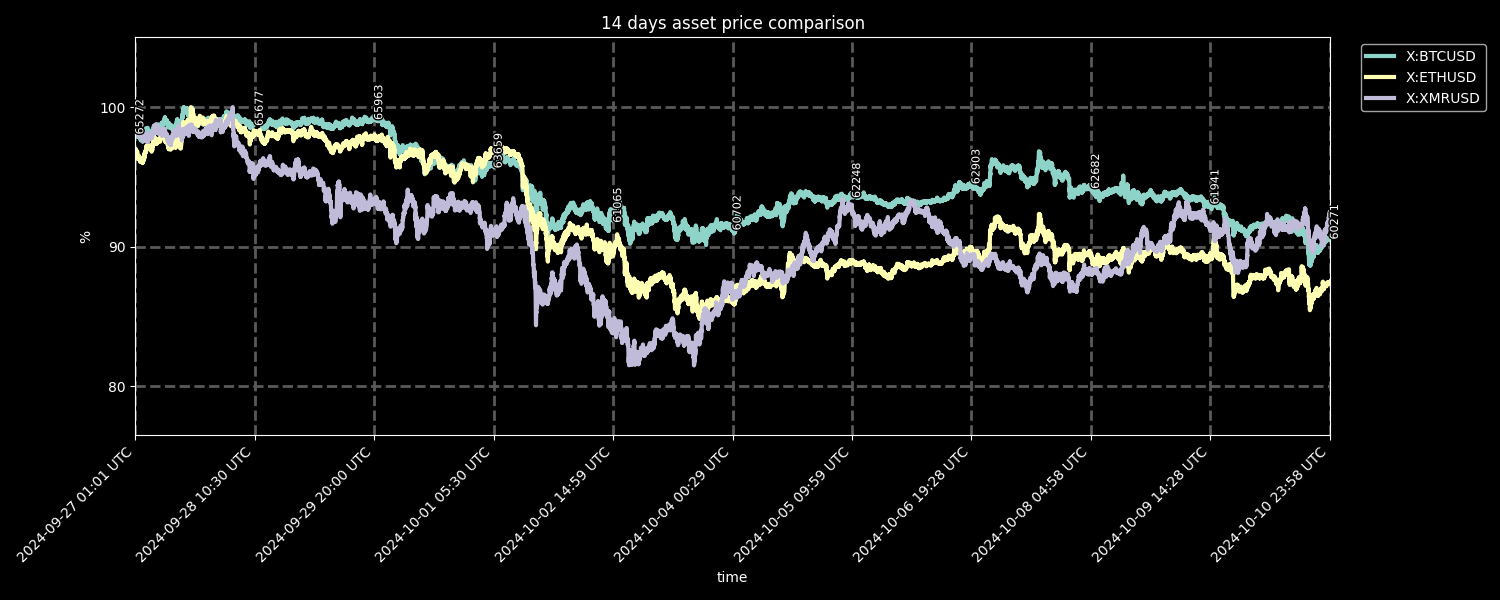 14 days asset price comparison
X:BTCUSD
X:ETHUSD
X:XMRUSD
%
100
90
80
65272
65677
65963
63659
61065
60702
62248
62903
62682
61941
60271
2024-09-27 01:01 UTC
2024-09-28 10:30 UTC
2024-09-29 20:00 UTC
2024-10-01 05:30 UTC
2024-10-02 14:59 UTC
2024-10-04 00:29 UTC
2024-10-05 09:59 UTC
2024-10-06 19:28 UTC
2024-10-08 04:58 UTC
2024-10-09 14:28 UTC
2024-10-10 23:58 UTC
time